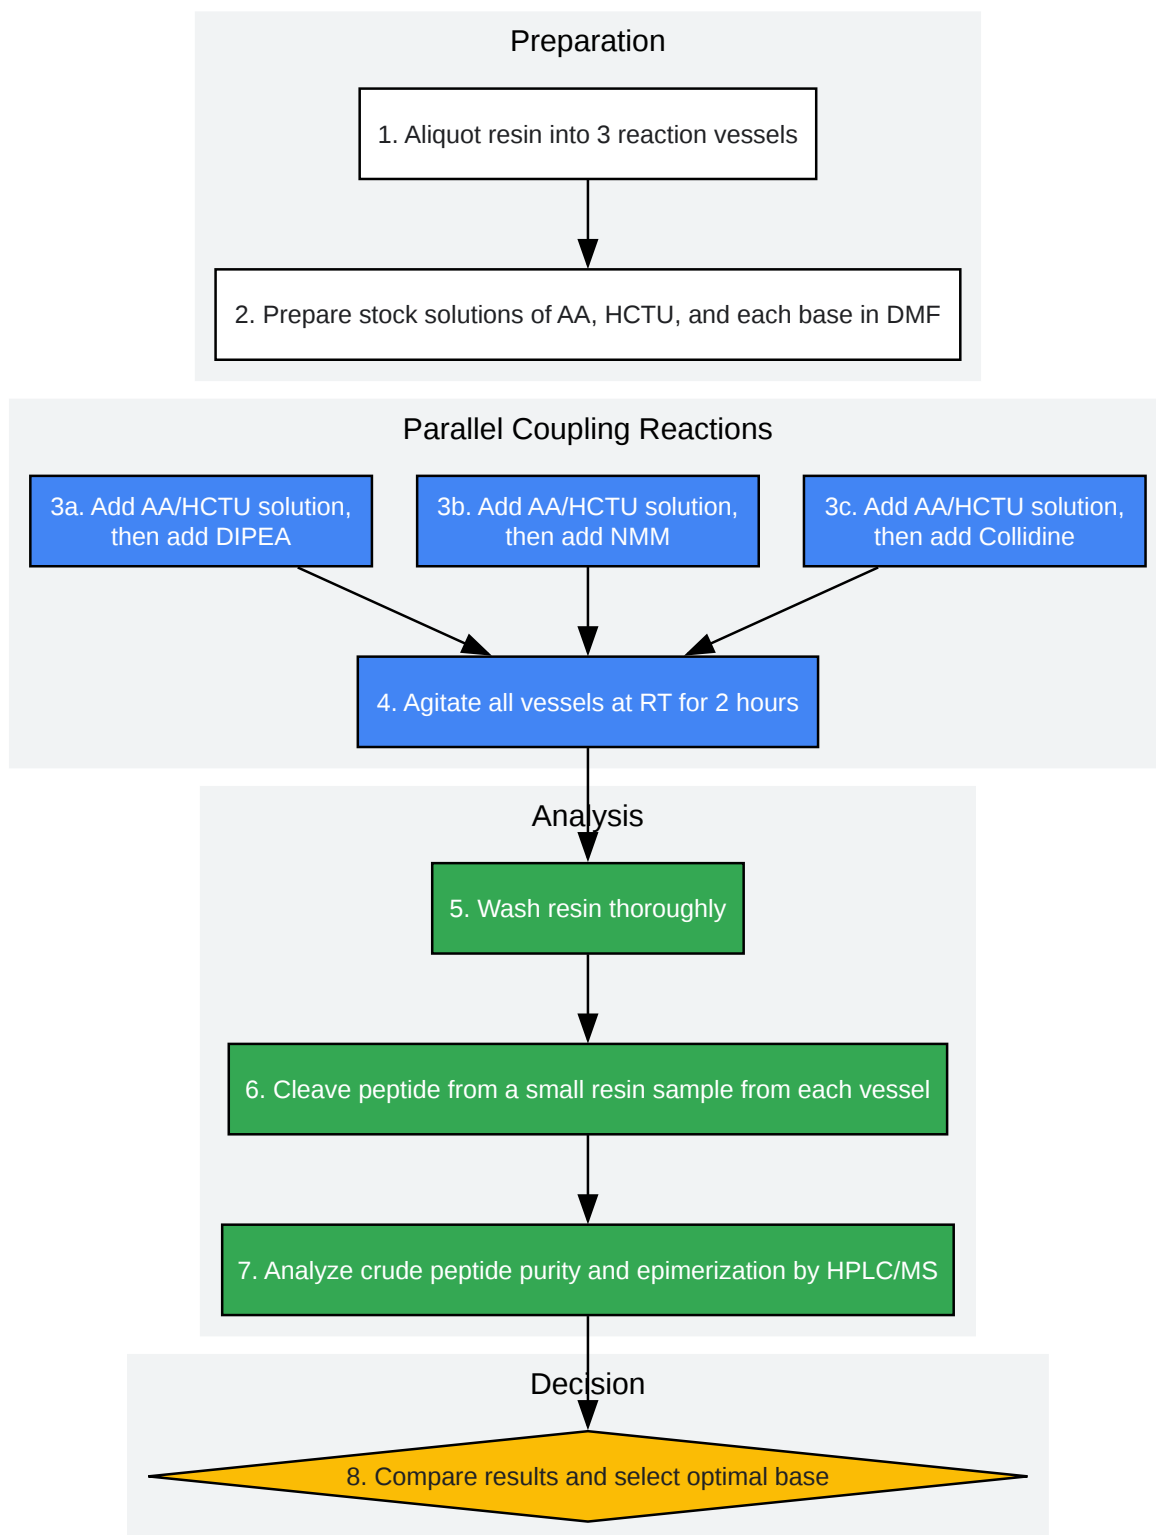 Preparation
1. Aliquot resin into 3 reaction vessels
2. Prepare stock solutions of AA, HCTU, and each base in DMF
Parallel Coupling Reactions
3a. Add AA/HCTU solution,
then add DIPEA
3b. Add AA/HCTU solution,
then add NMM
3c. Add AA/HCTU solution,
then add Collidine
4. Agitate all vessels at RT for 2 hours
Analysis
5. Wash resin thoroughly
6. Cleave peptide from a small resin sample from each vessel
7. Analyze crude peptide purity and epimerization by HPLC/MS
Decision
8. Compare results and select optimal base